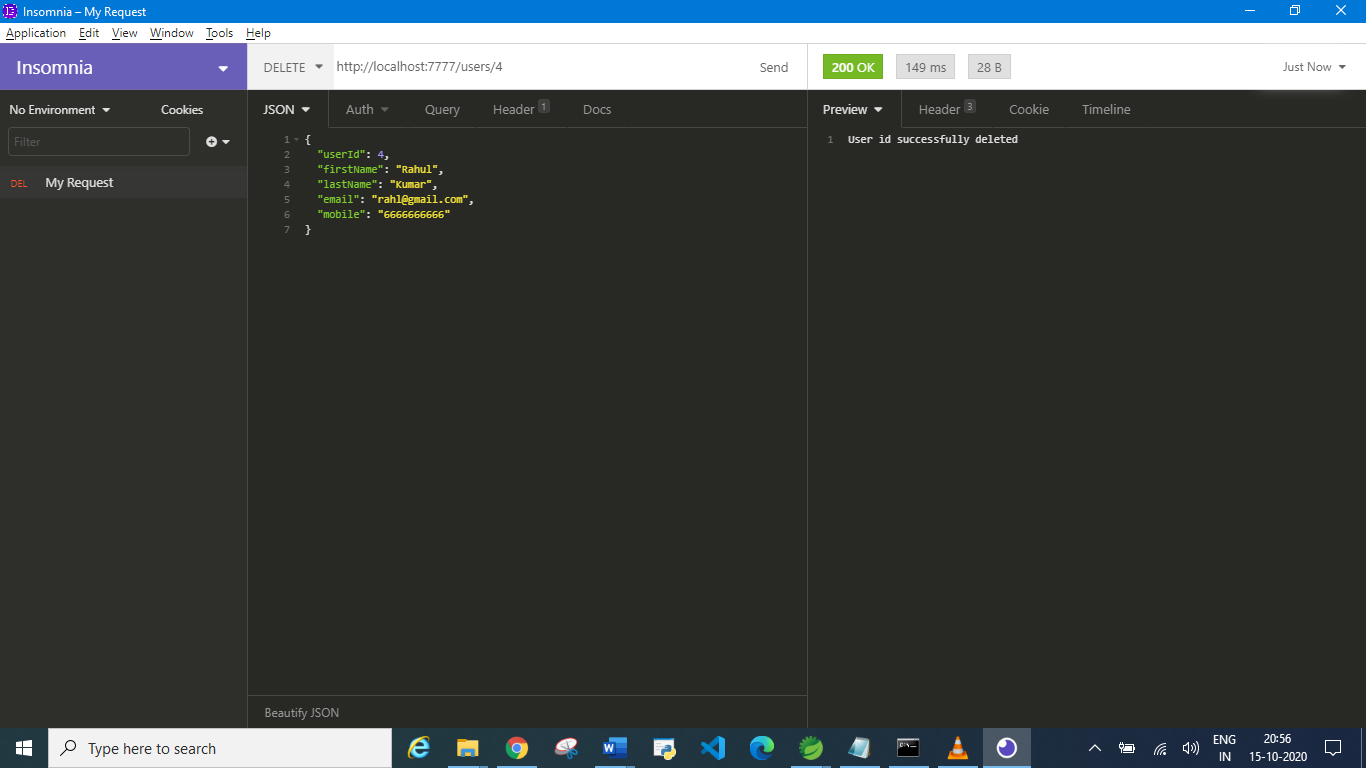 Insomnia – My Request
Application Edit View Window Tools Help
Insomnia
DELETE http://localhost:7777/users/4 Send
200 OK 149 ms 28 B Just Now
No Environment Cookies
JSON Auth Query Header 1 Docs
Preview Header 3 Cookie Timeline
Filter
DEL My Request
1 {
2 "userId": 4,
3 "firstName": "Rahul",
4 "lastName": "Kumar",
5 "email": "rahl@gmail.com",
6 "mobile": "6666666666"
7 }
1 User id successfully deleted
Beautify JSON
Type here to search
ENG
IN
20:56
15-10-2020